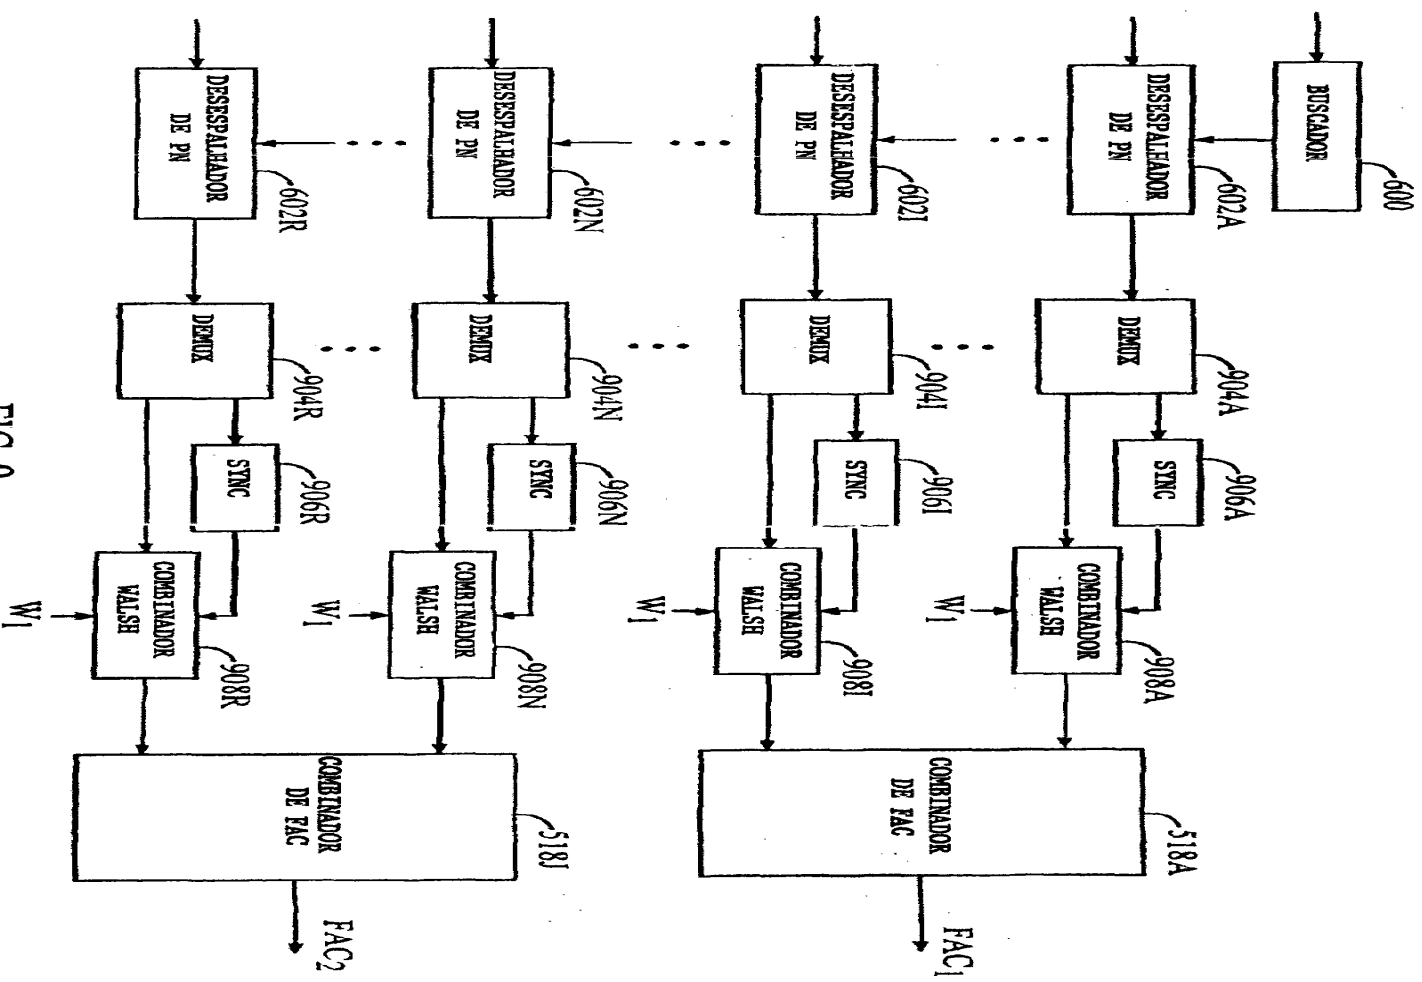 600
BUSCADOR
602A
904A
906A
908A
518A
DESESPALHADOR
DE PN
DEMUX
SYNC
COMBINADOR
WALSH
W₁
602I
904I
906I
908I
DESESPALHADOR
DE PN
DEMUX
SYNC
COMBINADOR
WALSH
W₁
COMBINADOR
DE FAC
FAC₁
602N
904N
906N
908N
518J
DESESPALHADOR
DE PN
DEMUX
SYNC
COMBINADOR
WALSH
W₁
602R
904R
906R
908R
DESESPALHADOR
DE PN
DEMUX
SYNC
COMBINADOR
WALSH
W₁
COMBINADOR
DE FAC
FAC₂
FIG